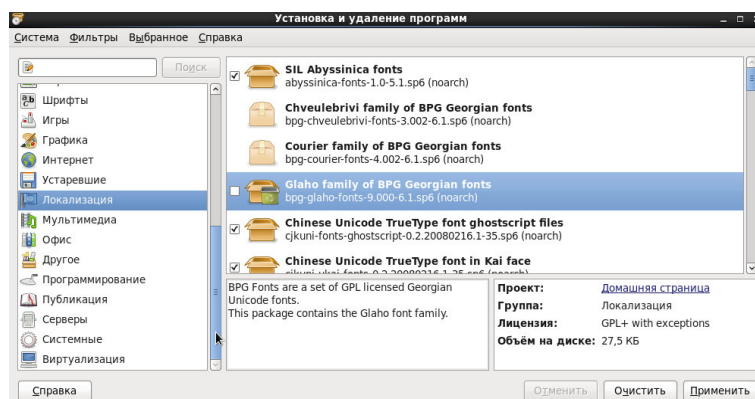 Установка и удаление программ
Система Фильтры Выбранное Справка
Поиск
Шрифты
Игры
Графика
Интернет
Устаревшие
Локализация
Мультимедиа
Офис
Другое
Программирование
Публикация
Серверы
Системные
Виртуализация
SIL Abyssinica fonts
abyssinica-fonts-1.0-5.1.sp6 (noarch)
Chveulebrivi family of BPG Georgian fonts
bpg-chveulebrivi-fonts-3.002-6.1.sp6 (noarch)
Courier family of BPG Georgian fonts
bpg-courier-fonts-4.002-6.1.sp6 (noarch)
Glaho family of BPG Georgian fonts
bpg-glaho-fonts-9.000-6.1.sp6 (noarch)
Chinese Unicode TrueType font ghostscript files
cjkuni-fonts-ghostscript-0.2.20080216.1-35.sp6 (noarch)
Chinese Unicode TrueType font in Kai face
BPG Fonts are a set of GPL licensed Georgian
Unicode fonts.
This package contains the Glaho font family.
Проект: Домашняя страница
Группа: Локализация
Лицензия: GPL+ with exceptions
Объём на диске: 27,5 КБ
Справка
Отменить Очистить Применить